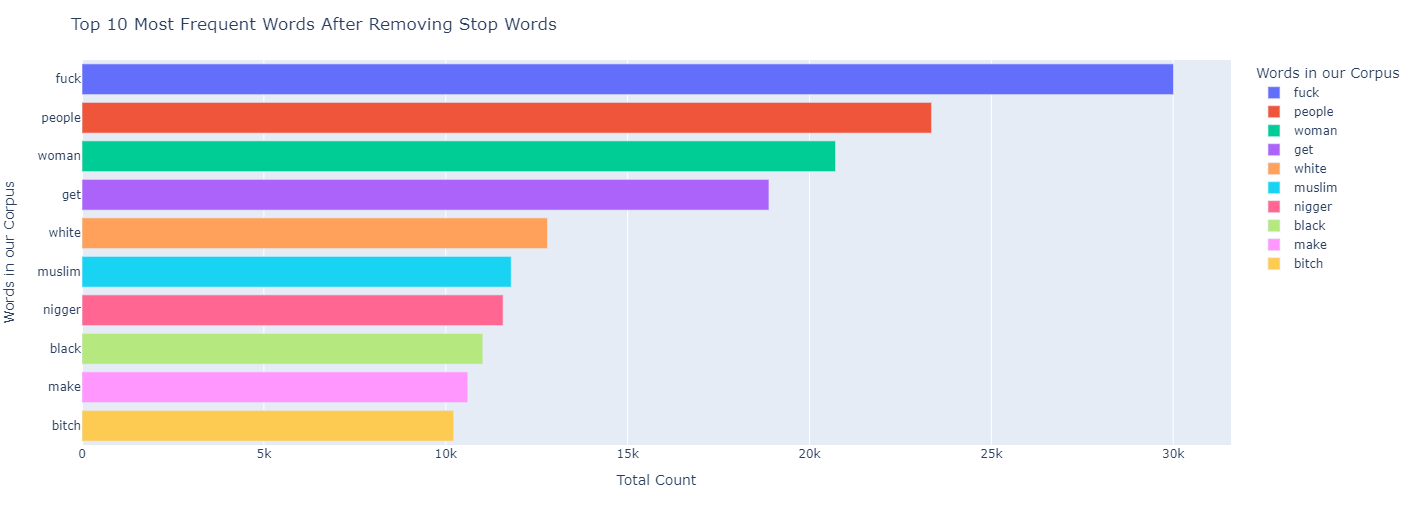 Top 10 Most Frequent Words After Removing Stop Words
Words in our Corpus
fuck
people
woman
get
white
muslim
nigger
black
make
bitch
0 5k 10k 15k 20k 25k 30k
Total Count
Words in our Corpus
fuck
people
woman
get
white
muslim
nigger
black
make
bitch